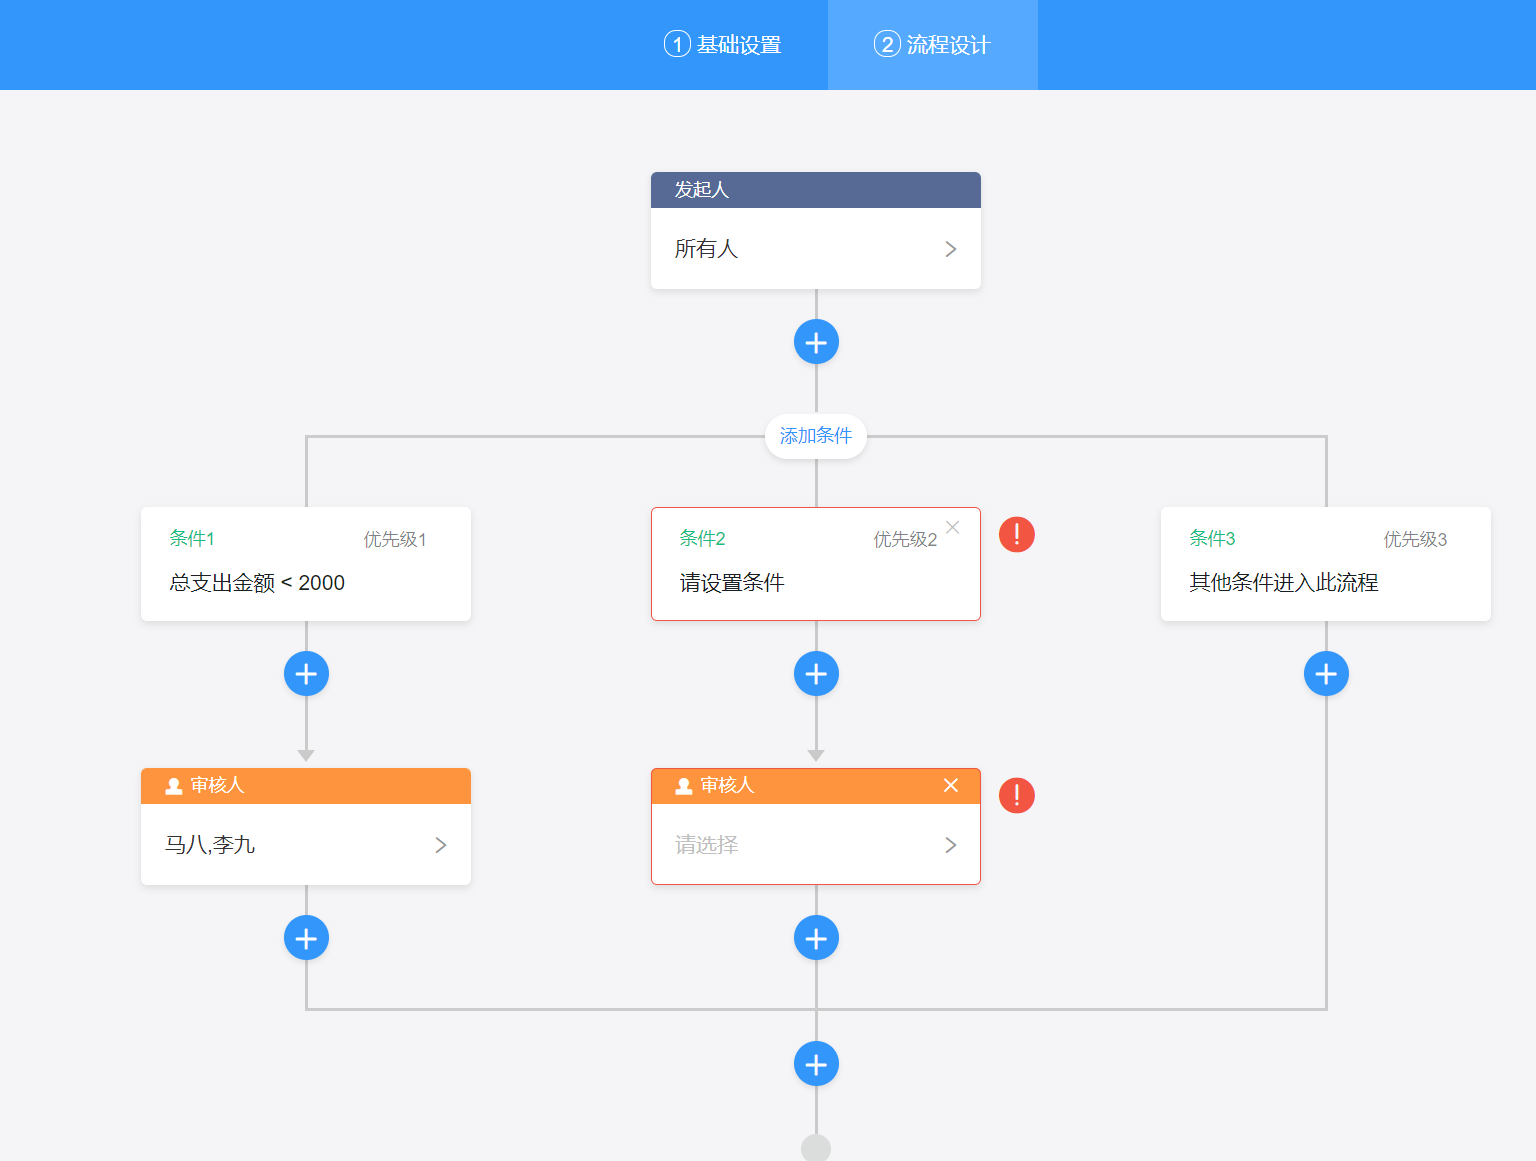 ① 基础设置
② 流程设计
发起人
所有人
添加条件
条件1 优先级1
总支出金额 < 2000
条件2 优先级2
请设置条件
条件3 优先级3
其他条件进入此流程
审核人
马八,李九
审核人
请选择